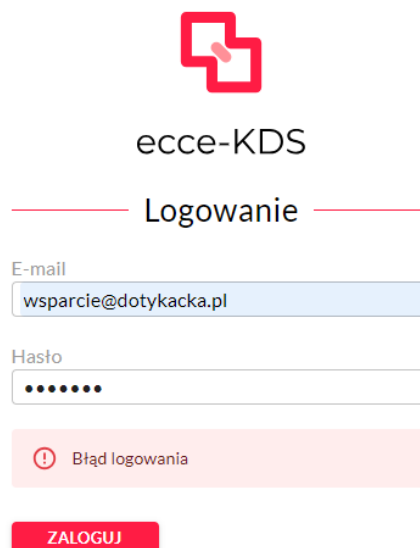 ecce-KDS
Logowanie
E-mail
wsparcie@dotykacka.pl
Hasło
•••••••
Błąd logowania
ZALOGUJ